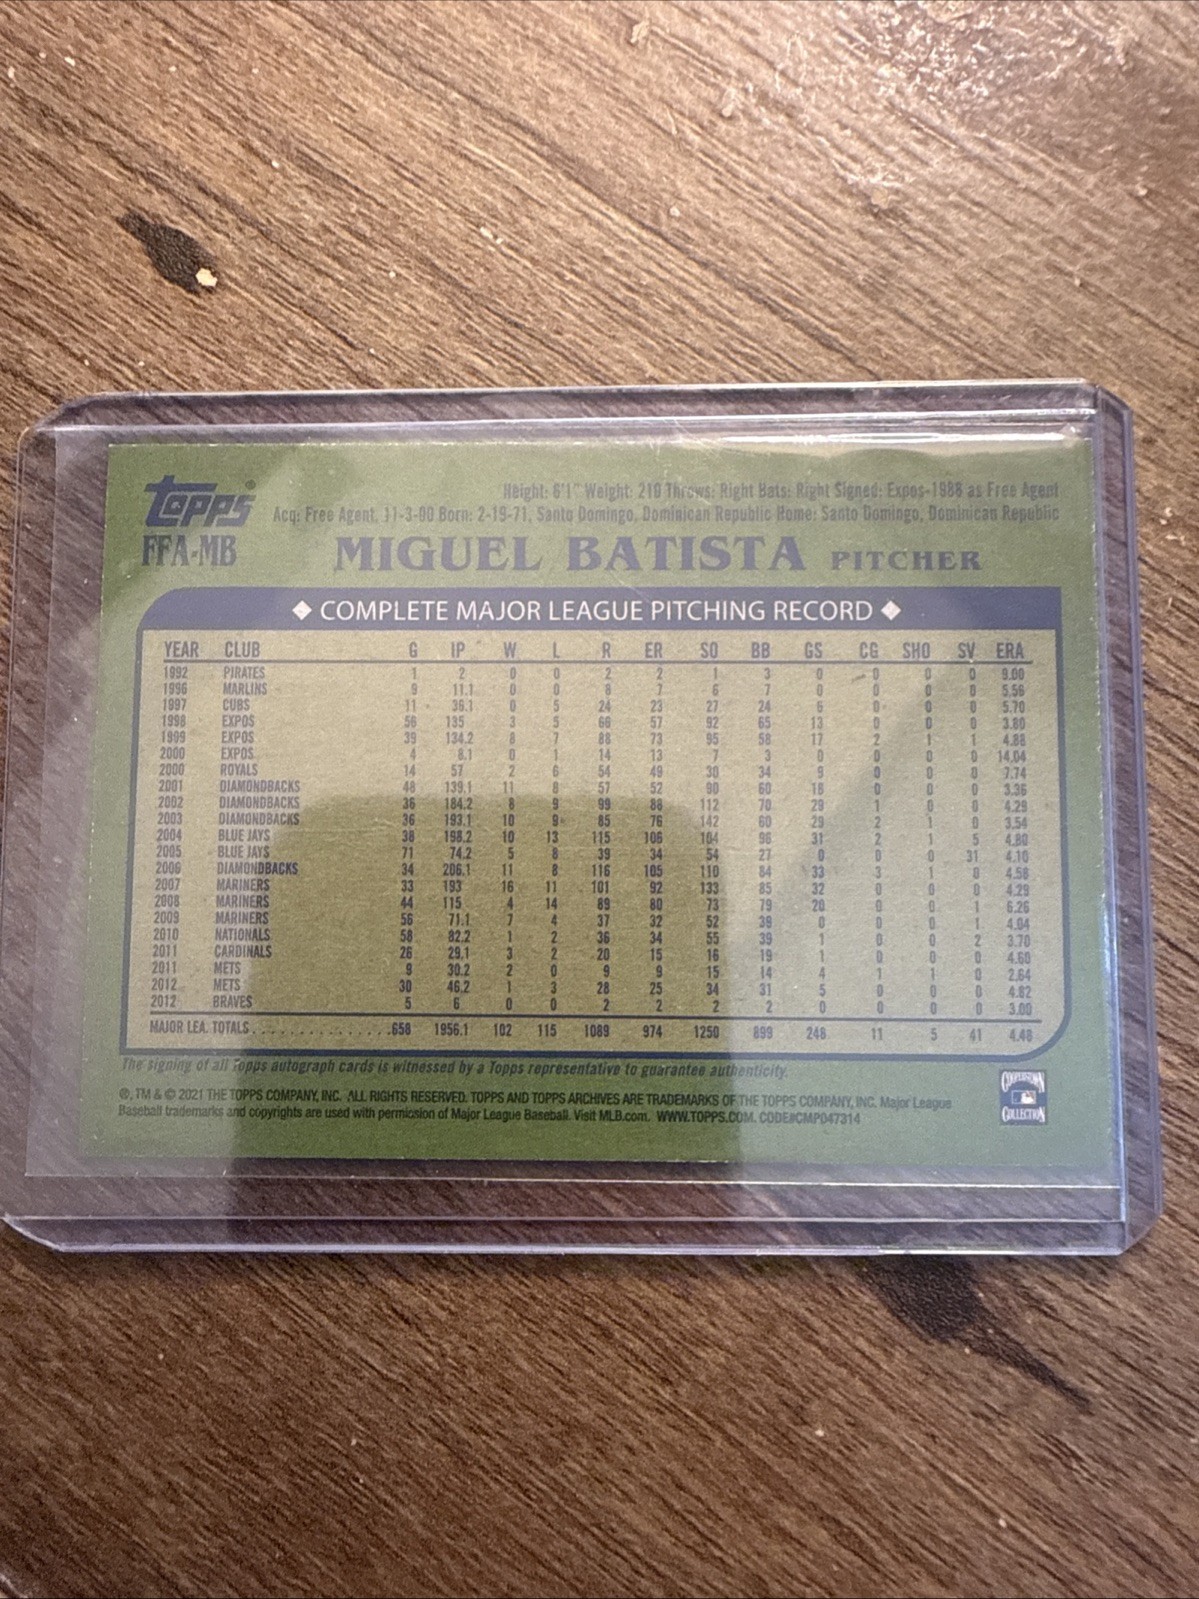 Topps®
Height: 6'1" Weight: 210 Throws: Right Bats: Right Signed: Expos-1988 as Free Agent
Acq: Free Agent, 11-3-00 Born: 2-19-71, Santo Domingo, Dominican Republic Home: Santo Domingo, Dominican Republic
FFA-MB MIGUEL BATISTA PITCHER
COMPLETE MAJOR LEAGUE PITCHING RECORD
YEAR CLUB G IP W L R ER SO BB GS CG SHO SV ERA
1992 PIRATES 1 2 0 0 2 2 1 3 0 0 0 0 9.00
1996 MARLINS 9 11.1 0 0 8 7 6 7 0 0 0 0 5.56
1997 CUBS 11 36.1 0 5 24 23 27 24 6 0 0 0 5.70
1998 EXPOS 56 135 3 5 66 57 92 65 13 0 0 0 3.80
1999 EXPOS 39 134.2 8 7 88 73 95 58 17 2 1 1 4.88
2000 EXPOS 4 8.1 0 1 14 13 7 3 0 0 0 0 14.04
2000 ROYALS 14 57 2 6 54 49 30 34 9 0 0 0 7.74
2001 DIAMONDBACKS 48 139.1 11 8 57 52 90 60 18 0 0 0 3.36
2002 DIAMONDBACKS 36 184.2 8 9 99 88 112 70 29 1 0 0 4.29
2003 DIAMONDBACKS 36 193.1 10 9 85 76 142 60 29 2 1 0 3.54
2004 BLUE JAYS 38 198.2 10 13 115 106 104 96 31 2 1 5 4.80
2005 BLUE JAYS 71 74.2 5 8 39 34 54 27 0 0 0 31 4.10
2006 DIAMONDBACKS 34 206.1 11 8 116 105 110 84 33 3 1 0 4.58
2007 MARINERS 33 193 16 11 101 92 133 85 32 0 0 0 4.29
2008 MARINERS 44 115 4 14 89 80 73 79 20 0 0 1 6.26
2009 MARINERS 56 71.1 7 4 37 32 52 39 0 0 0 1 4.04
2010 NATIONALS 58 82.2 1 2 36 34 55 39 1 0 0 2 3.70
2011 CARDINALS 26 29.1 3 2 20 15 16 19 1 0 0 0 4.60
2011 METS 9 30.2 2 0 9 9 15 14 4 1 1 0 2.64
2012 METS 30 46.2 1 3 28 25 34 31 5 0 0 0 4.82
2012 BRAVES 5 6 0 0 2 2 2 2 0 0 0 0 3.00
MAJOR LEA. TOTALS.................658 1956.1 102 115 1089 974 1250 899 248 11 5 41 4.48
The signing of all Topps autograph cards is witnessed by a Topps representative to guarantee authenticity.
®, TM & © 2021 THE TOPPS COMPANY, INC. ALL RIGHTS RESERVED. TOPPS AND TOPPS ARCHIVES ARE TRADEMARKS OF THE TOPPS COMPANY, INC. Major League
Baseball trademarks and copyrights are used with permission of Major League Baseball. Visit MLB.com. WWW.TOPPS.COM. CODE#CMP047314
COOPERSTOWN
COLLECTION